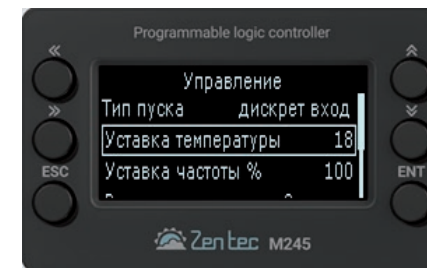 Programmable logic controller
Управление
Тип пуска дискрет вход
Уставка температуры 18
Уставка частоты % 100
ESC ENT
Zentec M245